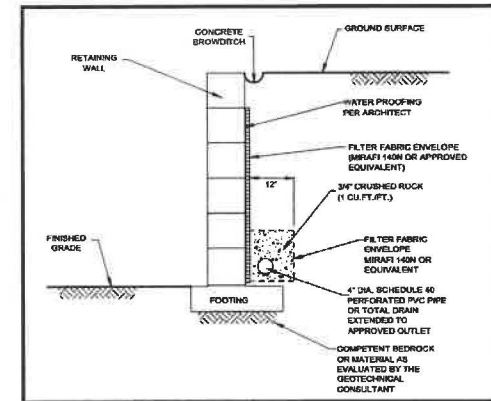 CONCRETE
BROWDITCH
GROUND SURFACE
RETAINING
WALL
WATER PROOFING
PER ARCHITECT
FILTER FABRIC ENVELOPE
(MIRAFI 140N OR APPROVED
EQUIVALENT)
12"
3/4" CRUSHED ROCK
(1 CU.FT./FT.)
FILTER FABRIC
ENVELOPE
MIRAFI 140N OR
EQUIVALENT
FINISHED
GRADE
4" DIA. SCHEDULE 40
PERFORATED PVC PIPE
OR TOTAL DRAIN
EXTENDED TO
APPROVED OUTLET
FOOTING
COMPETENT BEDROCK
OR MATERIAL AS
EVALUATED BY THE
GEOTECHNICAL
CONSULTANT